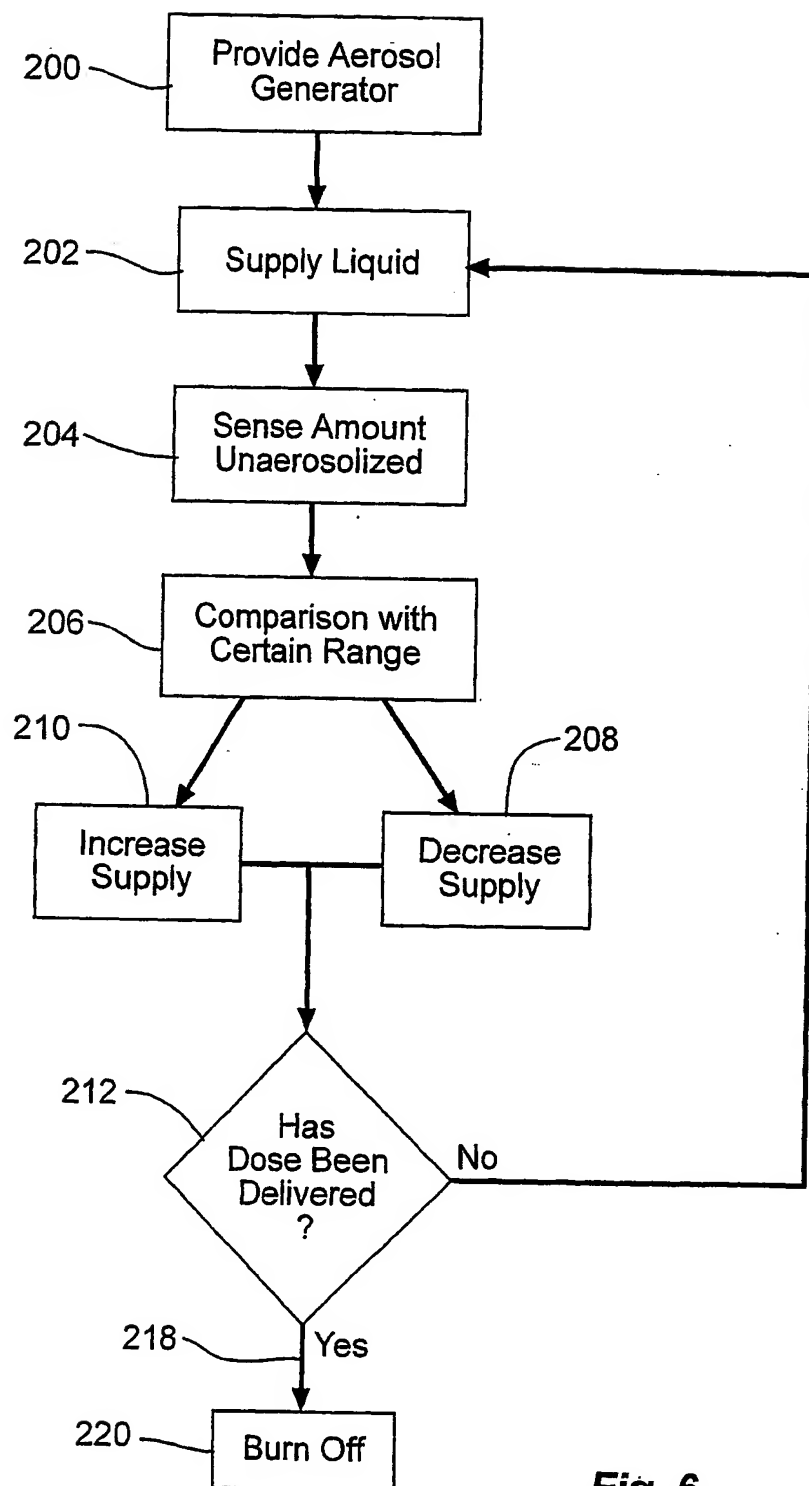 200
Provide Aerosol
Generator
202
Supply Liquid
204
Sense Amount
Unaerosolized
206
Comparison with
Certain Range
210
208
Increase
Supply
Decrease
Supply
212
Has
Dose Been
Delivered
?
No
218
Yes
220
Burn Off
Fig. 6